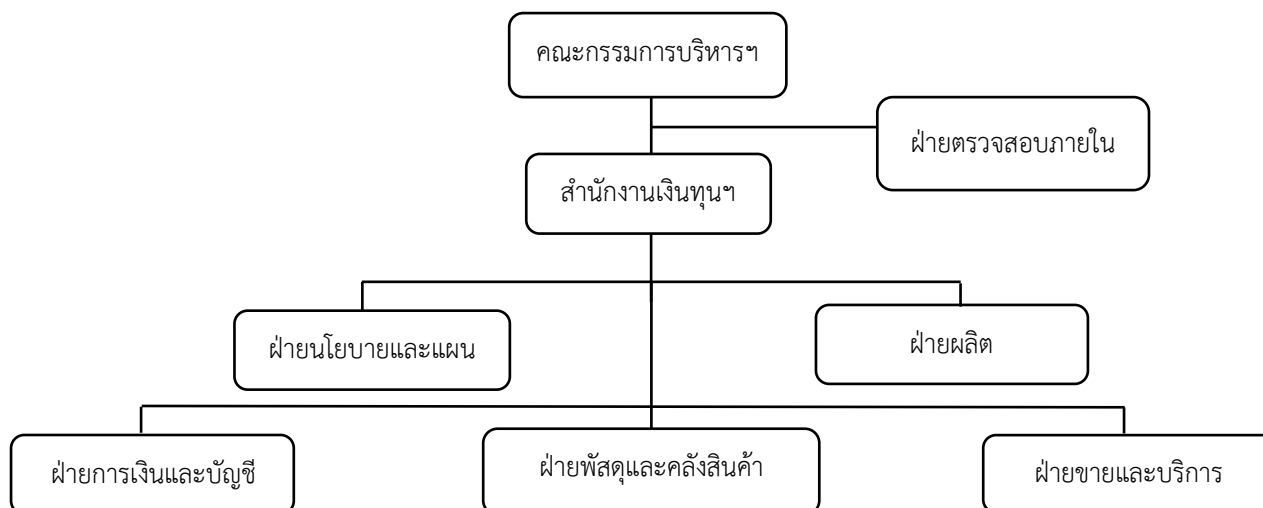 คณะกรรมการบริหารฯ
ฝ่ายตรวจสอบภายใน
สำนักงานเงินทุนฯ
ฝ่ายนโยบายและแผน
ฝ่ายผลิต
ฝ่ายการเงินและบัญชี
ฝ่ายพัสดุและคลังสินค้า
ฝ่ายขายและบริการ